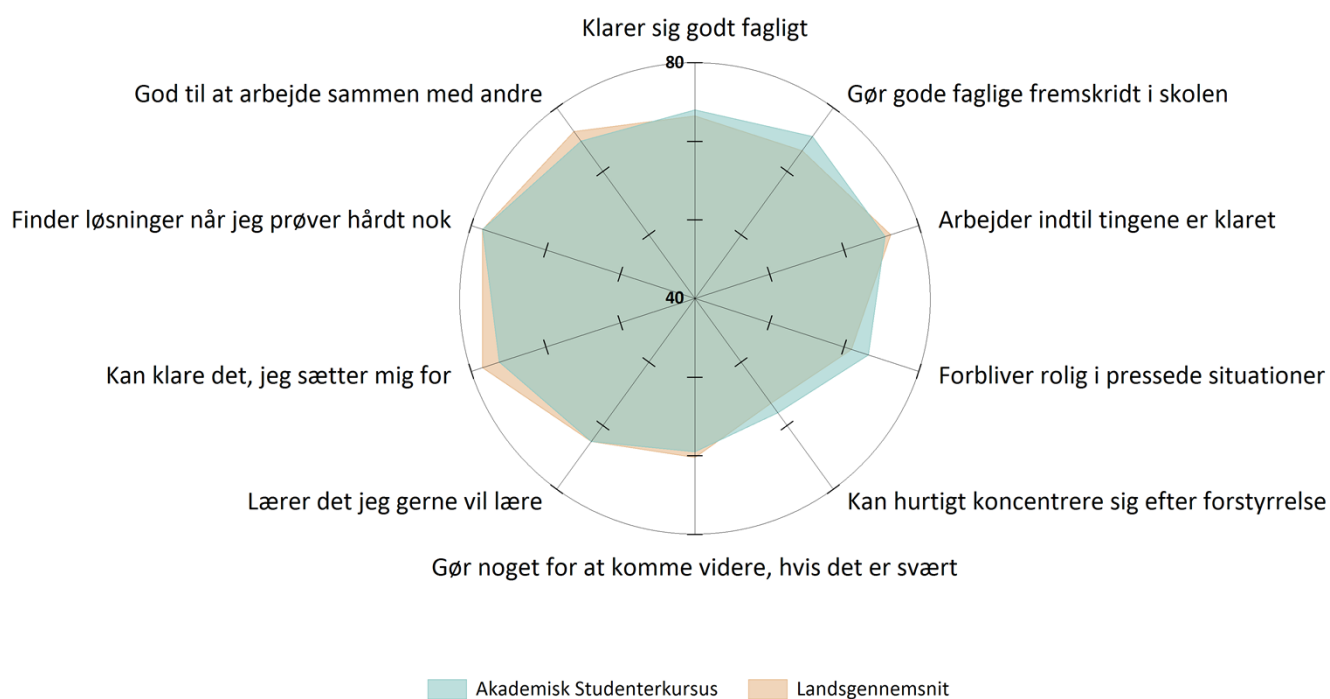 Klarer sig godt fagligt
80
God til at arbejde sammen med andre
Gør gode faglige fremskridt i skolen
Finder løsninger når jeg prøver hårdt nok
Arbejder indtil tingene er klaret
40
Kan klare det, jeg sætter mig for
Forbliver rolig i pressede situationer
Lærer det jeg gerne vil lære
Kan hurtigt koncentrere sig efter forstyrrelse
Gør noget for at komme videre, hvis det er svært
Akademisk Studenterkursus
Landsgennemsnit